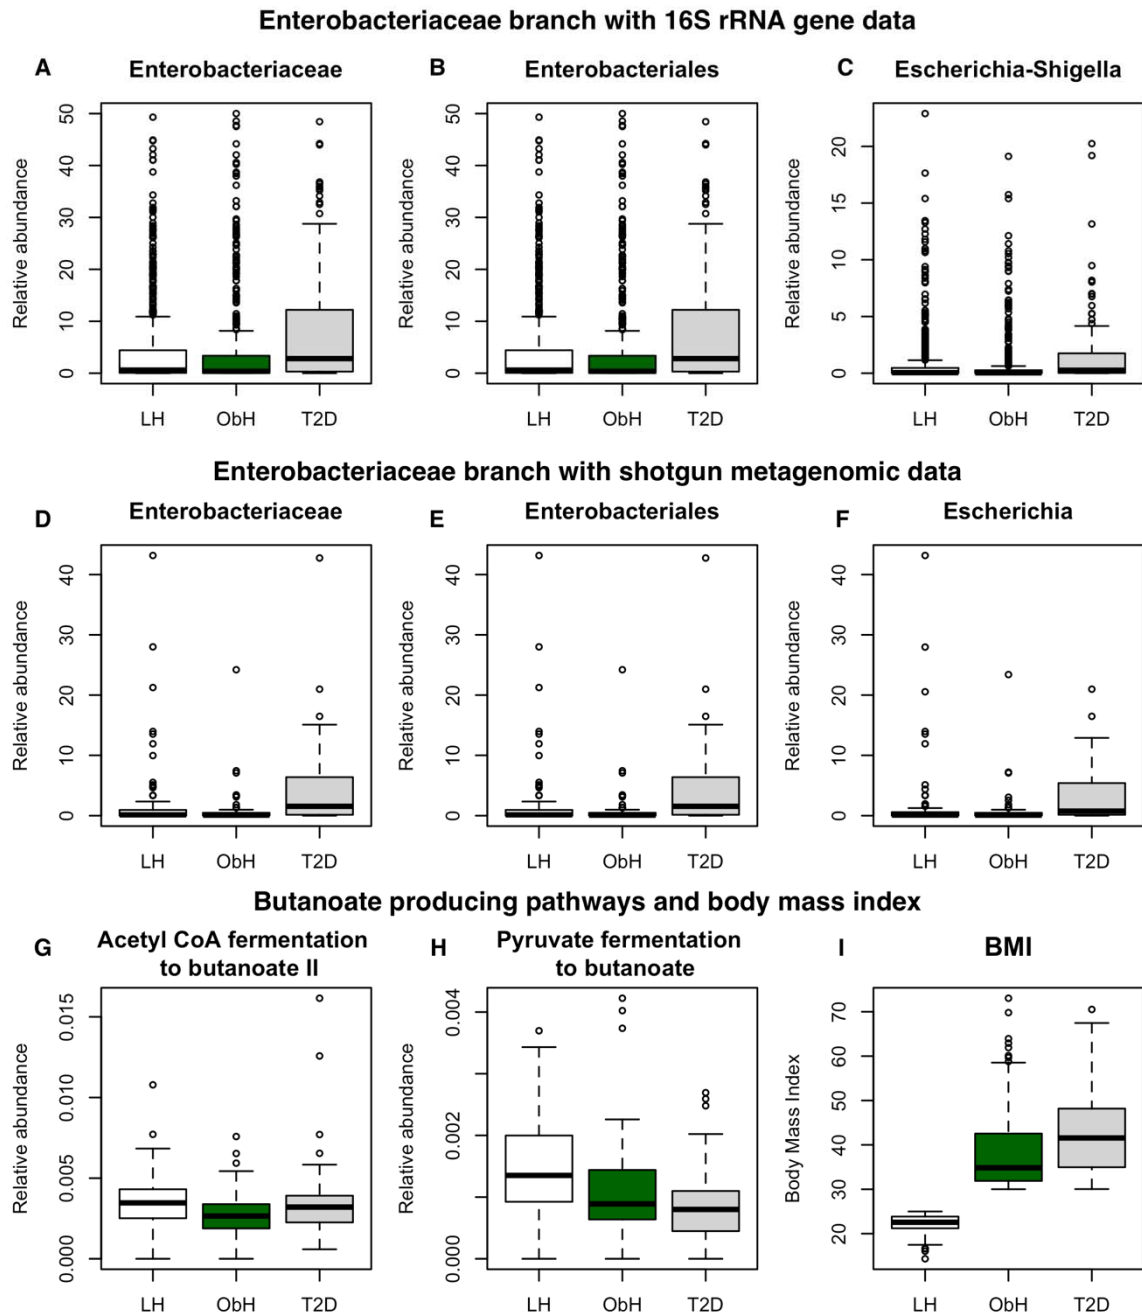 Enterobacteriaceae branch with 16S rRNA gene data
A Enterobacteriaceae B Enterobacteriales C Escherichia-Shigella
Relative abundance
0 10 20 30 40 50
LH ObH T2D
Relative abundance
0 10 20 30 40 50
LH ObH T2D
Relative abundance
0 5 10 15 20
LH ObH T2D
Enterobacteriaceae branch with shotgun metagenomic data
D Enterobacteriaceae E Enterobacteriales F Escherichia
Relative abundance
0 10 20 30 40
LH ObH T2D
Relative abundance
0 10 20 30 40
LH ObH T2D
Relative abundance
0 10 20 30 40
LH ObH T2D
Butanoate producing pathways and body mass index
G Acetyl CoA fermentation
to butanoate II
Relative abundance
0.000 0.005 0.010 0.015
LH ObH T2D
H Pyruvate fermentation
to butanoate
Relative abundance
0.000 0.002 0.004
LH ObH T2D
I BMI
Body Mass Index
20 30 40 50 60 70
LH ObH T2D